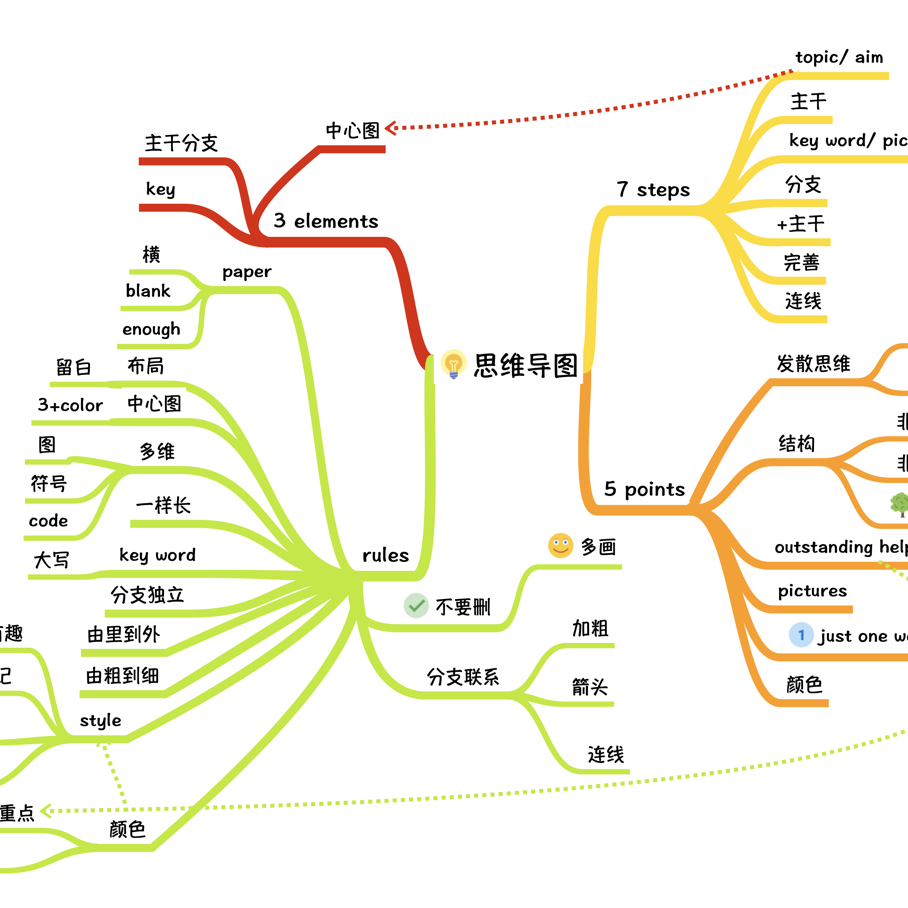 思维导图
3 elements
中心图
主干分支
key
7 steps
topic/ aim
主干
key word/ pic
分支
+主干
完善
连线
5 points
发散思维
结构
outstanding help
pictures
1
just one
颜色
rules
paper
横
blank
enough
布局
留白
中心图
3+color
多维
图
符号
code
一样长
key word
大写
分支独立
由里到外
由粗到细
style
颜色
重点
不要删
多画
分支联系
加粗
箭头
连线